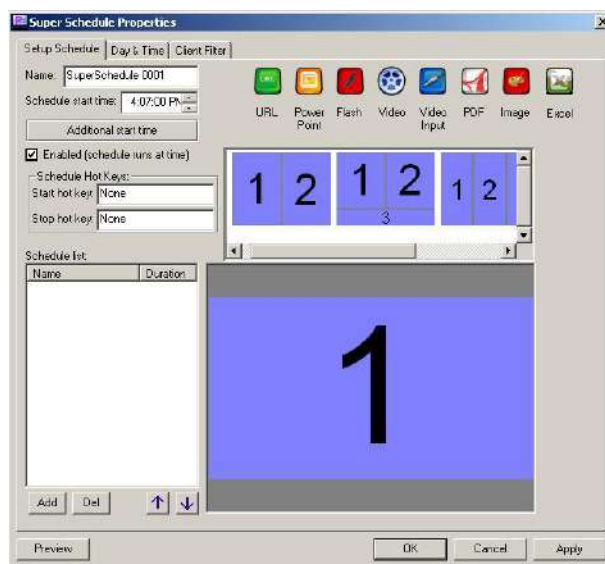 Super Schedule Properties
Setup Schedule Day & Time Client Filter
Name: SuperSchedule 0001
Schedule start time: 4:07:00 PM
Additional start time
Enabled (schedule runs at time)
Schedule Hot Keys:
Start hot key: None
Stop hot key: None
URL Power Point Flash Video Video Input PDF Image Excel
1 2 1 2 3 1 2
Schedule list:
Name Duration
1
Add Del
Preview OK Cancel Apply